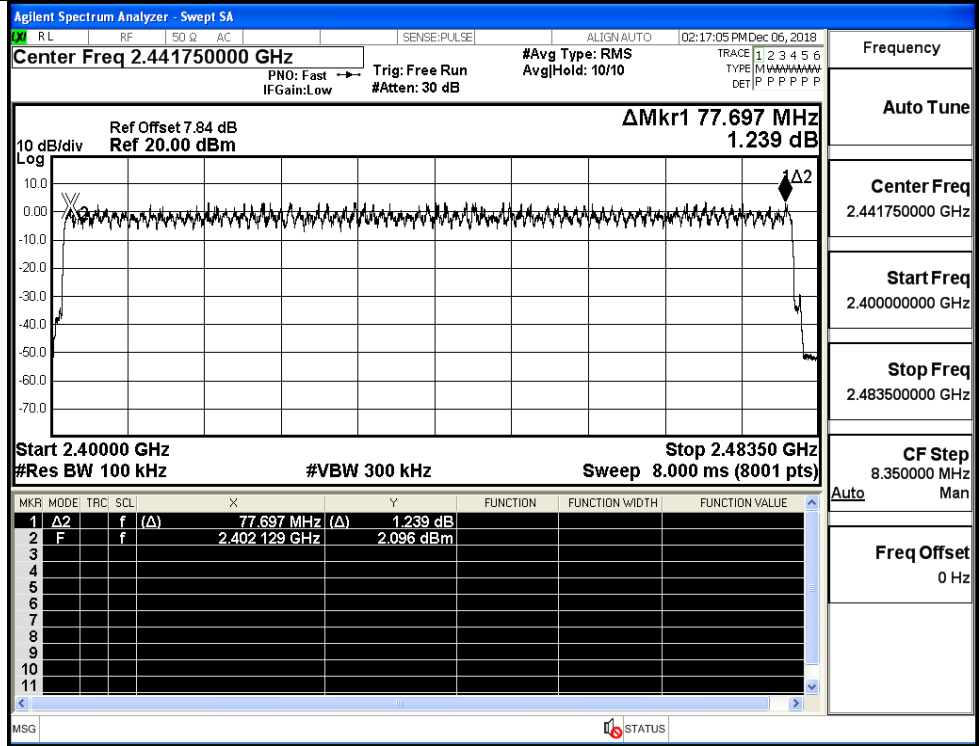 Agilent Spectrum Analyzer - Swept SA
LXI RL RF 50 Ω AC SENSE:PULSE ALIGN AUTO 02:17:05 PM Dec 06, 2018
Center Freq 2.441750000 GHz
PNO: Fast
IFGain:Low
Trig: Free Run
#Atten: 30 dB
#Avg Type: RMS
Avg|Hold: 10/10
TRACE 1 2 3 4 5 6
TYPE M WWWWW
DET P P P P P P
ΔMkr1 77.697 MHz
1.239 dB
Ref Offset 7.84 dB
10 dB/div Ref 20.00 dBm
Log
10.0
0.00
-10.0
-20.0
-30.0
-40.0
-50.0
-60.0
-70.0
1Δ2
2
Start 2.40000 GHz Stop 2.48350 GHz
#Res BW 100 kHz #VBW 300 kHz Sweep 8.000 ms (8001 pts)
MKR MODE TRC SCL X Y FUNCTION FUNCTION WIDTH FUNCTION VALUE
1 Δ2 f (Δ) 77.697 MHz (Δ) 1.239 dB
2 F f 2.402 129 GHz 2.096 dBm
3
4
5
6
7
8
9
10
11
MSG STATUS
Frequency
Auto Tune
Center Freq
2.441750000 GHz
Start Freq
2.400000000 GHz
Stop Freq
2.483500000 GHz
CF Step
8.350000 MHz
Auto Man
Freq Offset
0 Hz